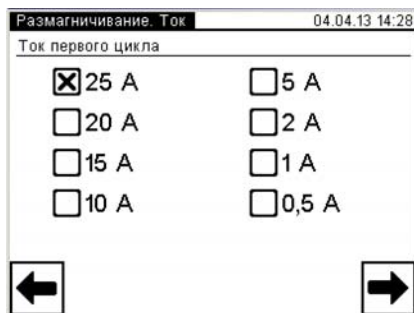 Размагничивание. Ток 04.04.13 14:28
Ток первого цикла
25 А 5 А
20 А 2 А
15 А 1 А
10 А 0,5 А